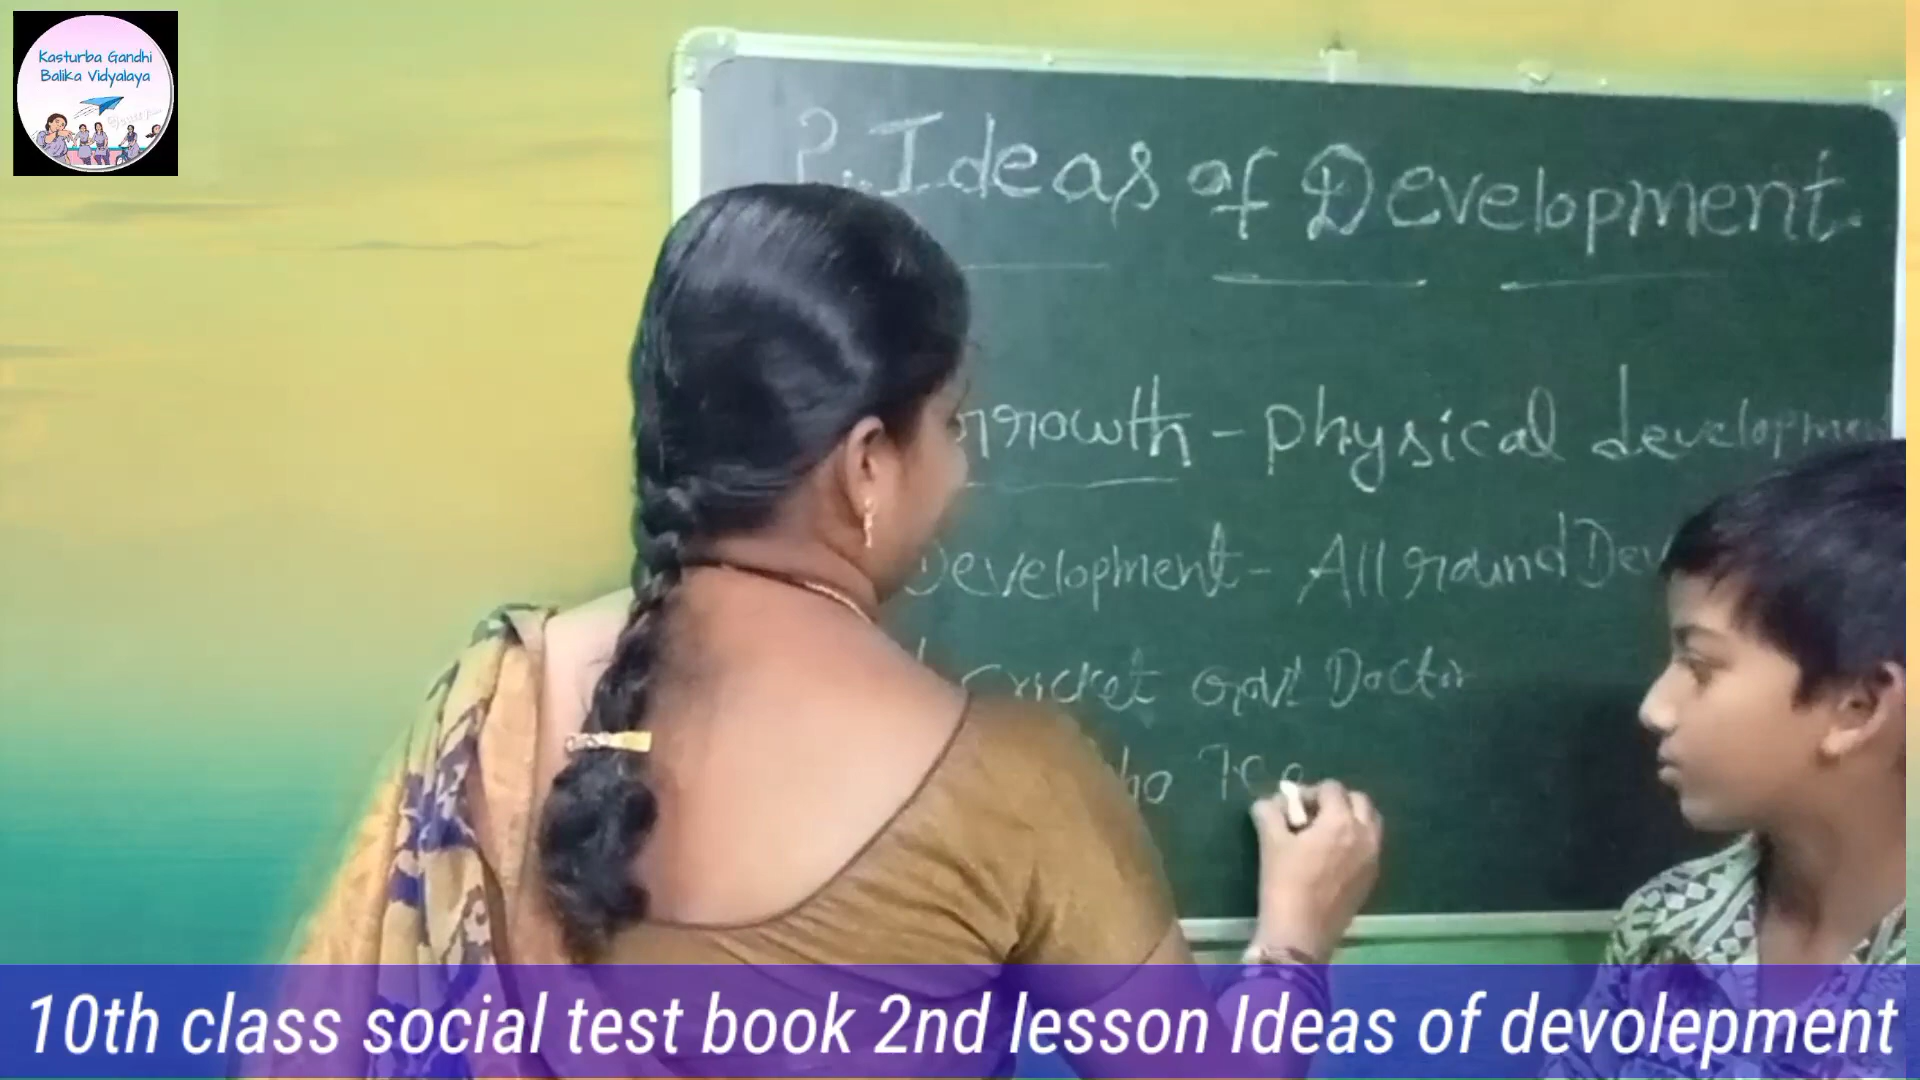 Kasturba Gandhi
Balika Vidyalaya
2. Ideas of Development
Growth - Physical development
Development - All round Dev
Cricket Govt Doctor
10th class social test book 2nd lesson Ideas of devolepment